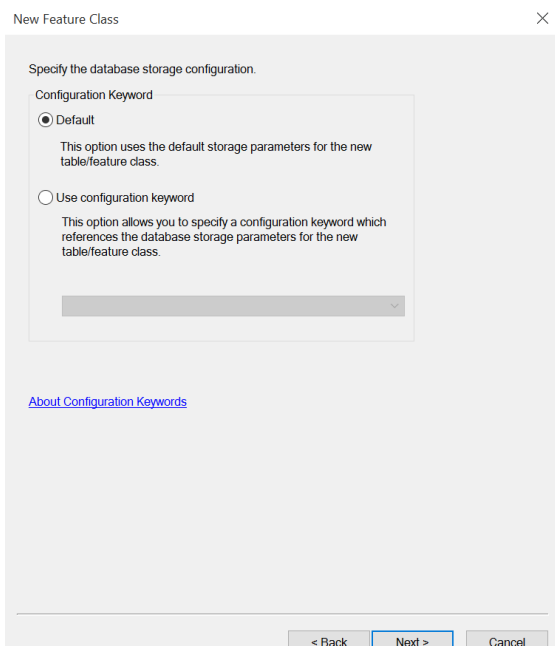 New Feature Class
Specify the database storage configuration.
Configuration Keyword
Default
This option uses the default storage parameters for the new
table/feature class.
Use configuration keyword
This option allows you to specify a configuration keyword which
references the database storage parameters for the new
table/feature class.
About Configuration Keywords
< Back
Next >
Cancel